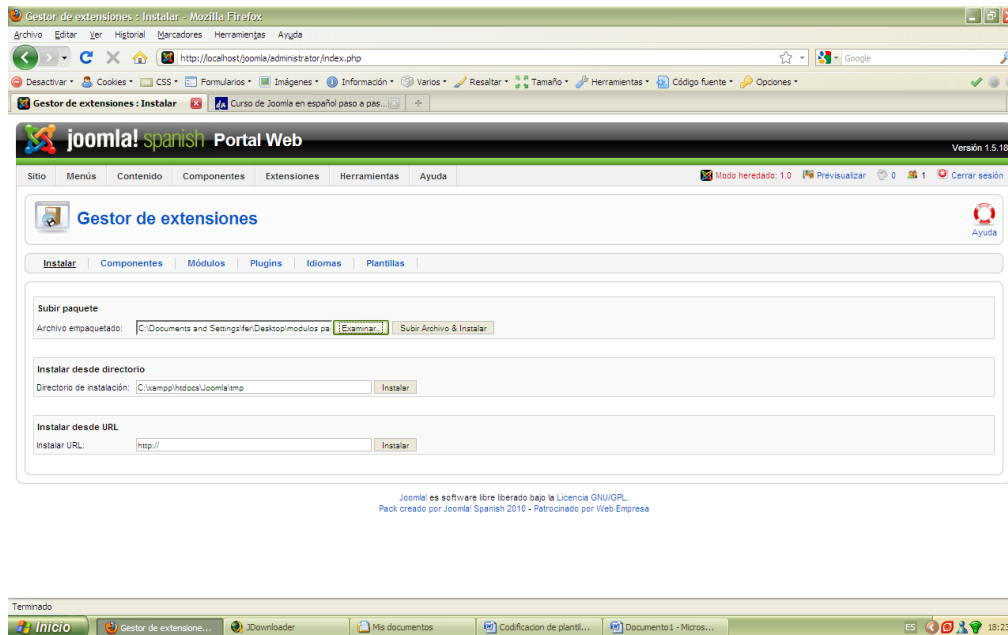 Gestor de extensiones : Instalar - Mozilla Firefox
Archivo Editar Ver Historial Marcadores Herramientas Ayuda
http://localhost/joomla/administrator/index.php Google
Desactivar Cookies CSS Formularios Imágenes Información Varios Resaltar Tamaño Herramientas Código fuente Opciones
Gestor de extensiones : Instalar Curso de Joomla en español paso a pas...
joomla! spanish Portal Web
Versión 1.5.18
Sitio Menús Contenido Componentes Extensiones Herramientas Ayuda Modo heredado: 1.0 Previsualizar 0 1 Cerrar sesión
Gestor de extensiones
Ayuda
Instalar Componentes Módulos Plugins Idiomas Plantillas
Subir paquete
Archivo empaquetado: C:\Documents and Settings\fer\Desktop\modulos pa Examinar... Subir Archivo & Instalar
Instalar desde directorio
Directorio de instalación: C:\xampp\htdocs\Joomla\tmp Instalar
Instalar desde URL
Instalar URL: http:// Instalar
Joomla! es software libre liberado bajo la Licencia GNU/GPL.
Pack creado por Joomla! Spanish 2010 - Patrocinado por Web Empresa
Terminado
Inicio Gestor de extensione... JDownloader Mis documentos Codificacion de plantil... Documento1 - Micros... ES 18:23